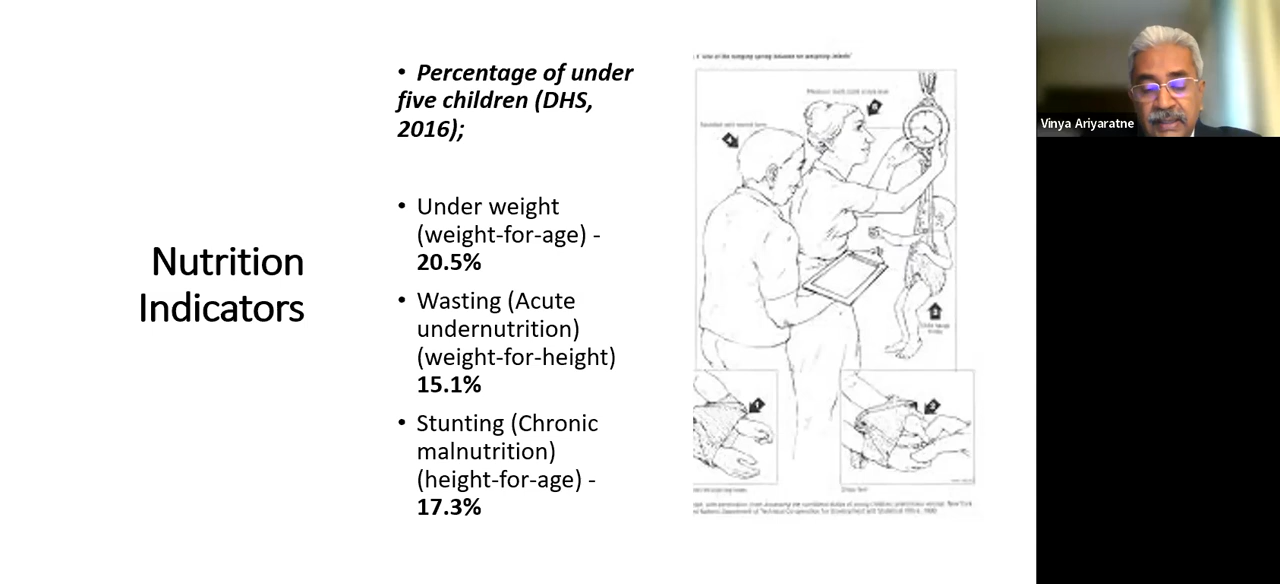 Nutrition
Indicators
• Percentage of under
five children (DHS,
2016);
• Under weight
(weight-for-age) -
20.5%
• Wasting (Acute
undernutrition)
(weight-for-height)
15.1%
• Stunting (Chronic
malnutrition)
(height-for-age) -
17.3%
Vinya Ariyaratne